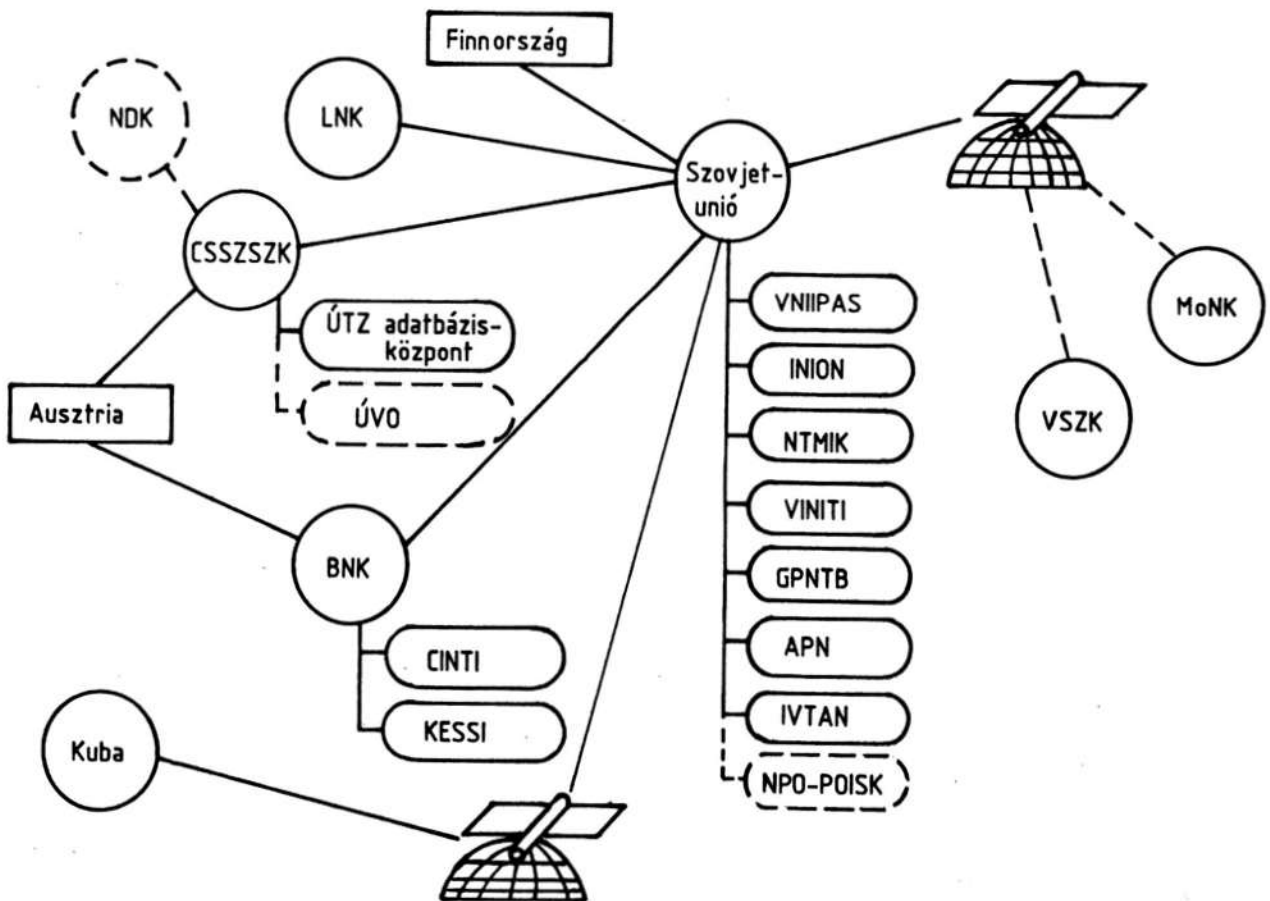 Finnország
NDK
LNK
Szovjet-
unió
CSSZSZK
MoNK
VNIIPAS
ÚTZ adatbázis-
központ
INION
Ausztria
ÚVO
VSZK
NTMIK
VINITI
BNK
GPNTB
CINTI
APN
KESSI
IVTAN
Kuba
NPO-POISK